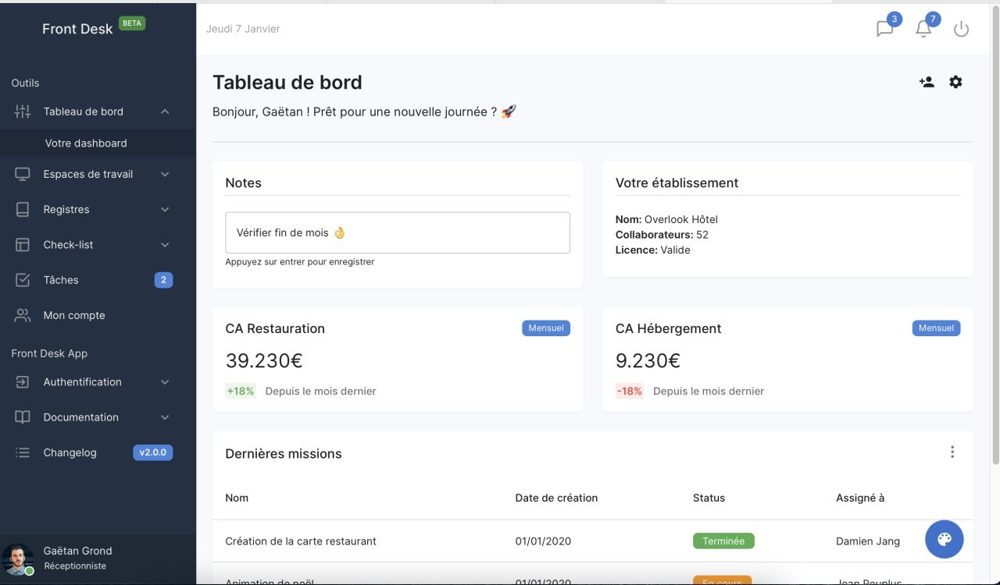 Front Desk BETA
Jeudi 7 Janvier
3
7
Outils
Tableau de bord
Votre dashboard
Espaces de travail
Registres
Check-list
Tâches 2
Mon compte
Front Desk App
Authentification
Documentation
Changelog v2.0.0
Gaëtan Grond
Réceptionniste
Tableau de bord
Bonjour, Gaëtan ! Prêt pour une nouvelle journée ? 🚀
Notes
Vérifier fin de mois 👌
Appuyez sur entrer pour enregistrer
Votre établissement
Nom: Overlook Hôtel
Collaborateurs: 52
Licence: Valide
CA Restauration Mensuel
39.230€
+18% Depuis le mois dernier
CA Hébergement Mensuel
9.230€
-18% Depuis le mois dernier
Dernières missions
Nom Date de création Status Assigné à
Création de la carte restaurant 01/01/2020 Terminée Damien Jang
Animation de noël 01/01/2020 En cours Jean Pouplus